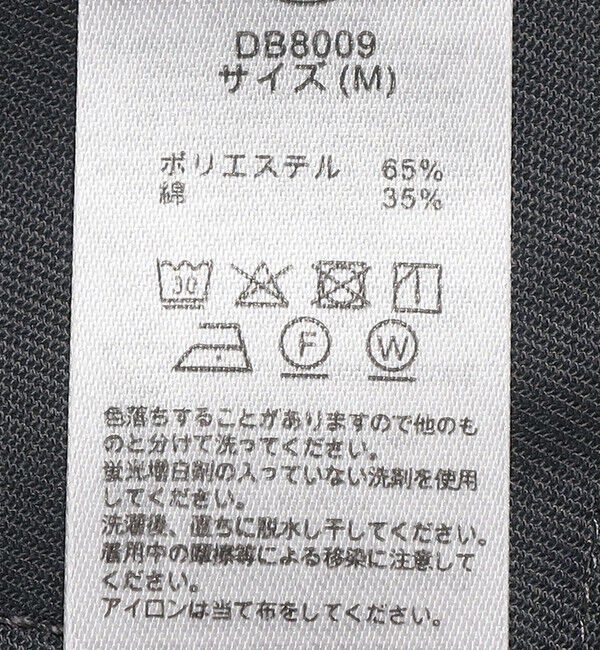 DB8009
サイズ(M)
ポリエステル 65%
綿 35%
30
F W
色落ちすることがありますので他のも
のと分けて洗ってください。
蛍光増白剤の入っていない洗剤を使用
してください。
洗濯後、直ちに脱水し干してください。
着用中の摩擦等による移染に注意して
ください。
アイロンは当て布をしてください。